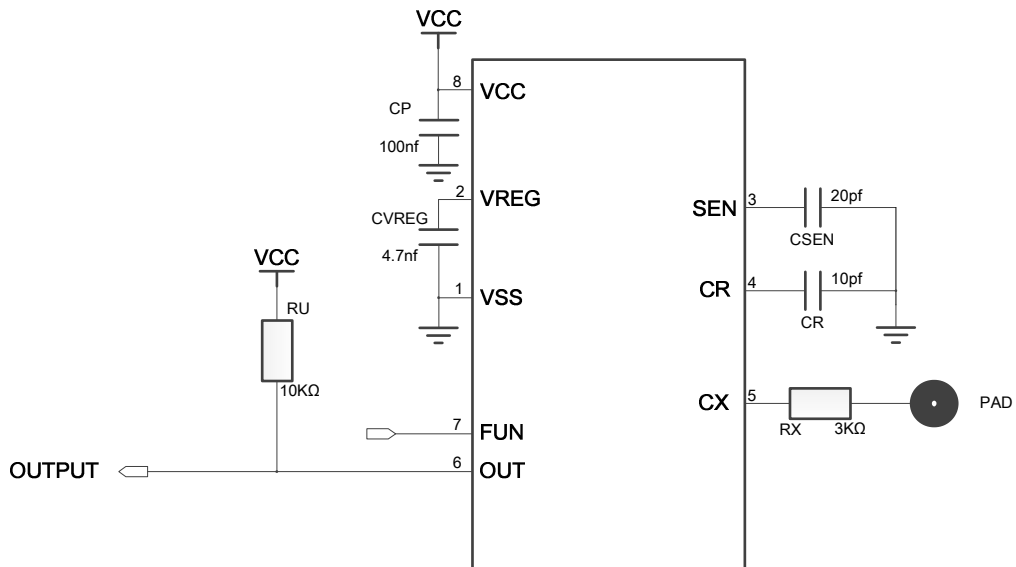 VCC
8 VCC
CP
100nf
2 VREG
CVREG
4.7nf
1 VSS
VCC
RU
10KΩ
7 FUN
OUTPUT
6 OUT
SEN 3
20pf
CSEN
CR 4
10pf
CR
CX 5
RX 3KΩ
PAD